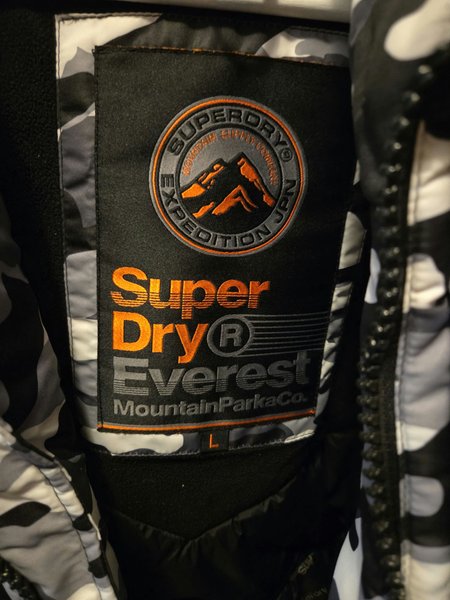 SUPERDRY®
EXPEDITION JPN
Super
Dry®
Everest
MountainParkaCo.
L